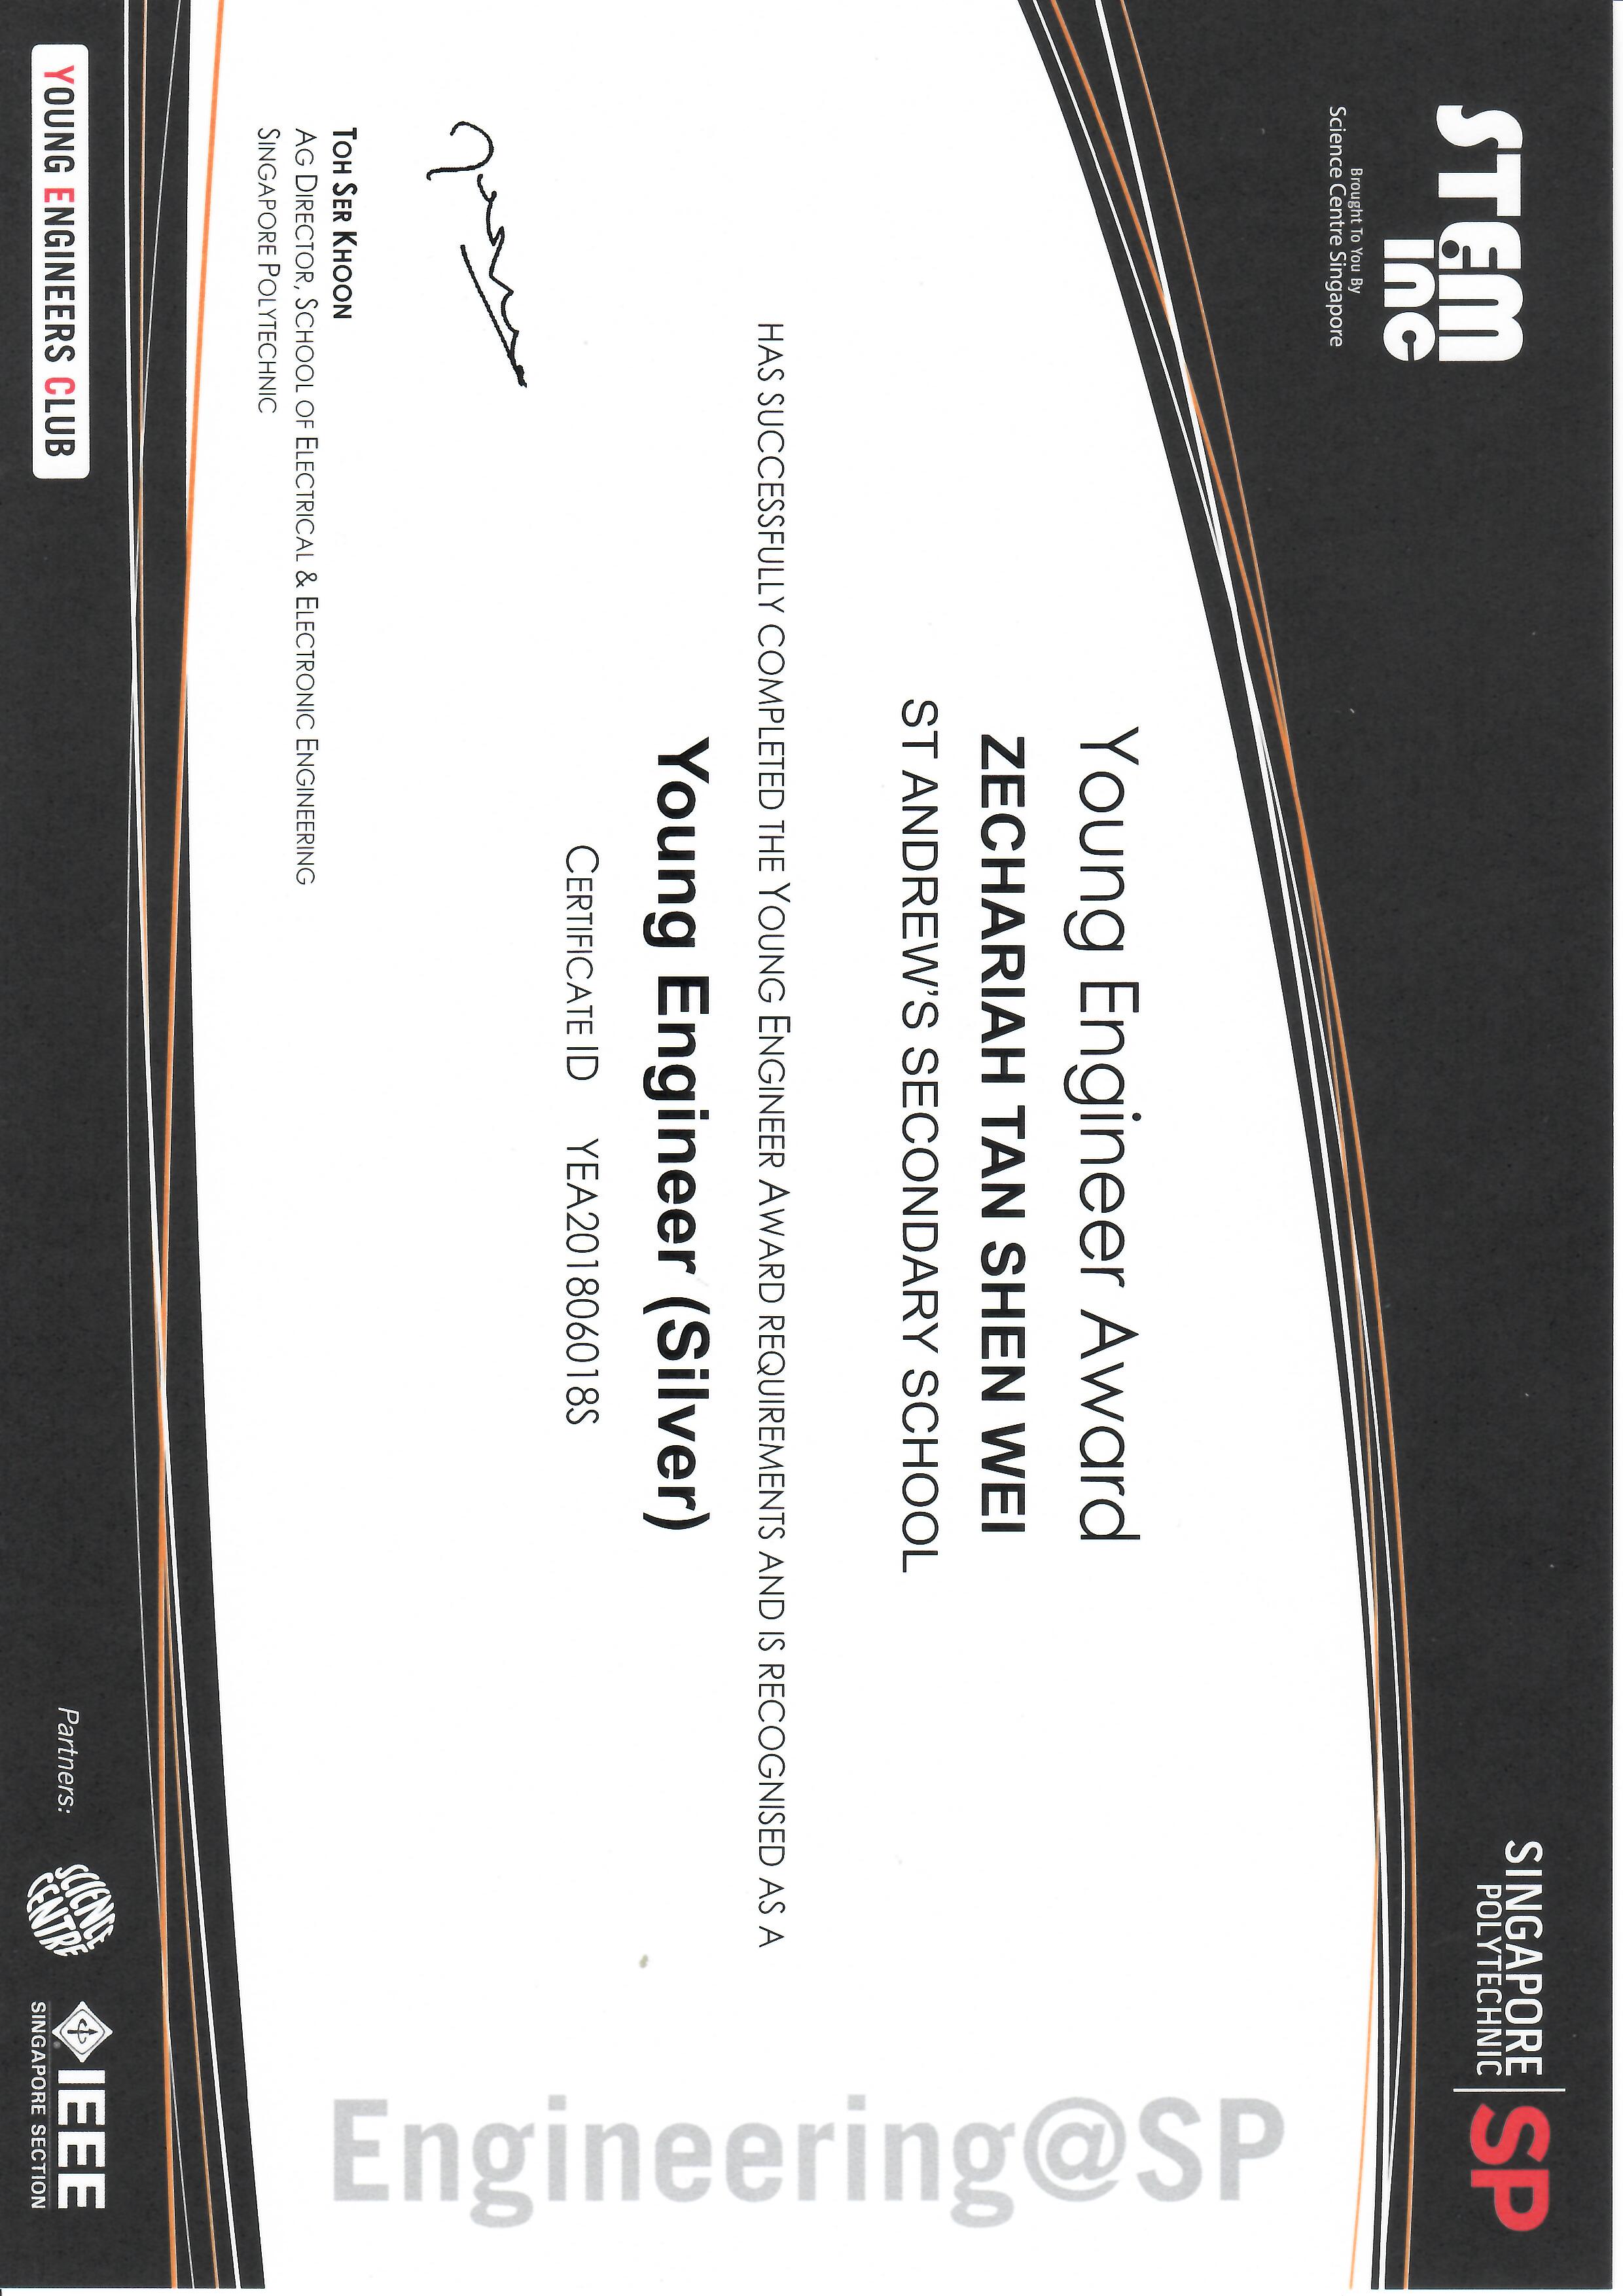 STEM
inc
Brought To You By
Science Centre Singapore
SINGAPORE
POLYTECHNIC
SP
Young Engineer Award
ZECHARIAH TAN SHEN WEI
ST ANDREW'S SECONDARY SCHOOL
HAS SUCCESSFULLY COMPLETED THE YOUNG ENGINEER AWARD REQUIREMENTS AND IS RECOGNISED AS A
Young Engineer (Silver)
CERTIFICATE ID YEA201806018S
TOH SER KHOON
AG DIRECTOR, SCHOOL OF ELECTRICAL & ELECTRONIC ENGINEERING
SINGAPORE POLYTECHNIC
Engineering@SP
YOUNG ENGINEERS CLUB
Partners:
SCIENCE
CENTRE
IEEE
SINGAPORE SECTION